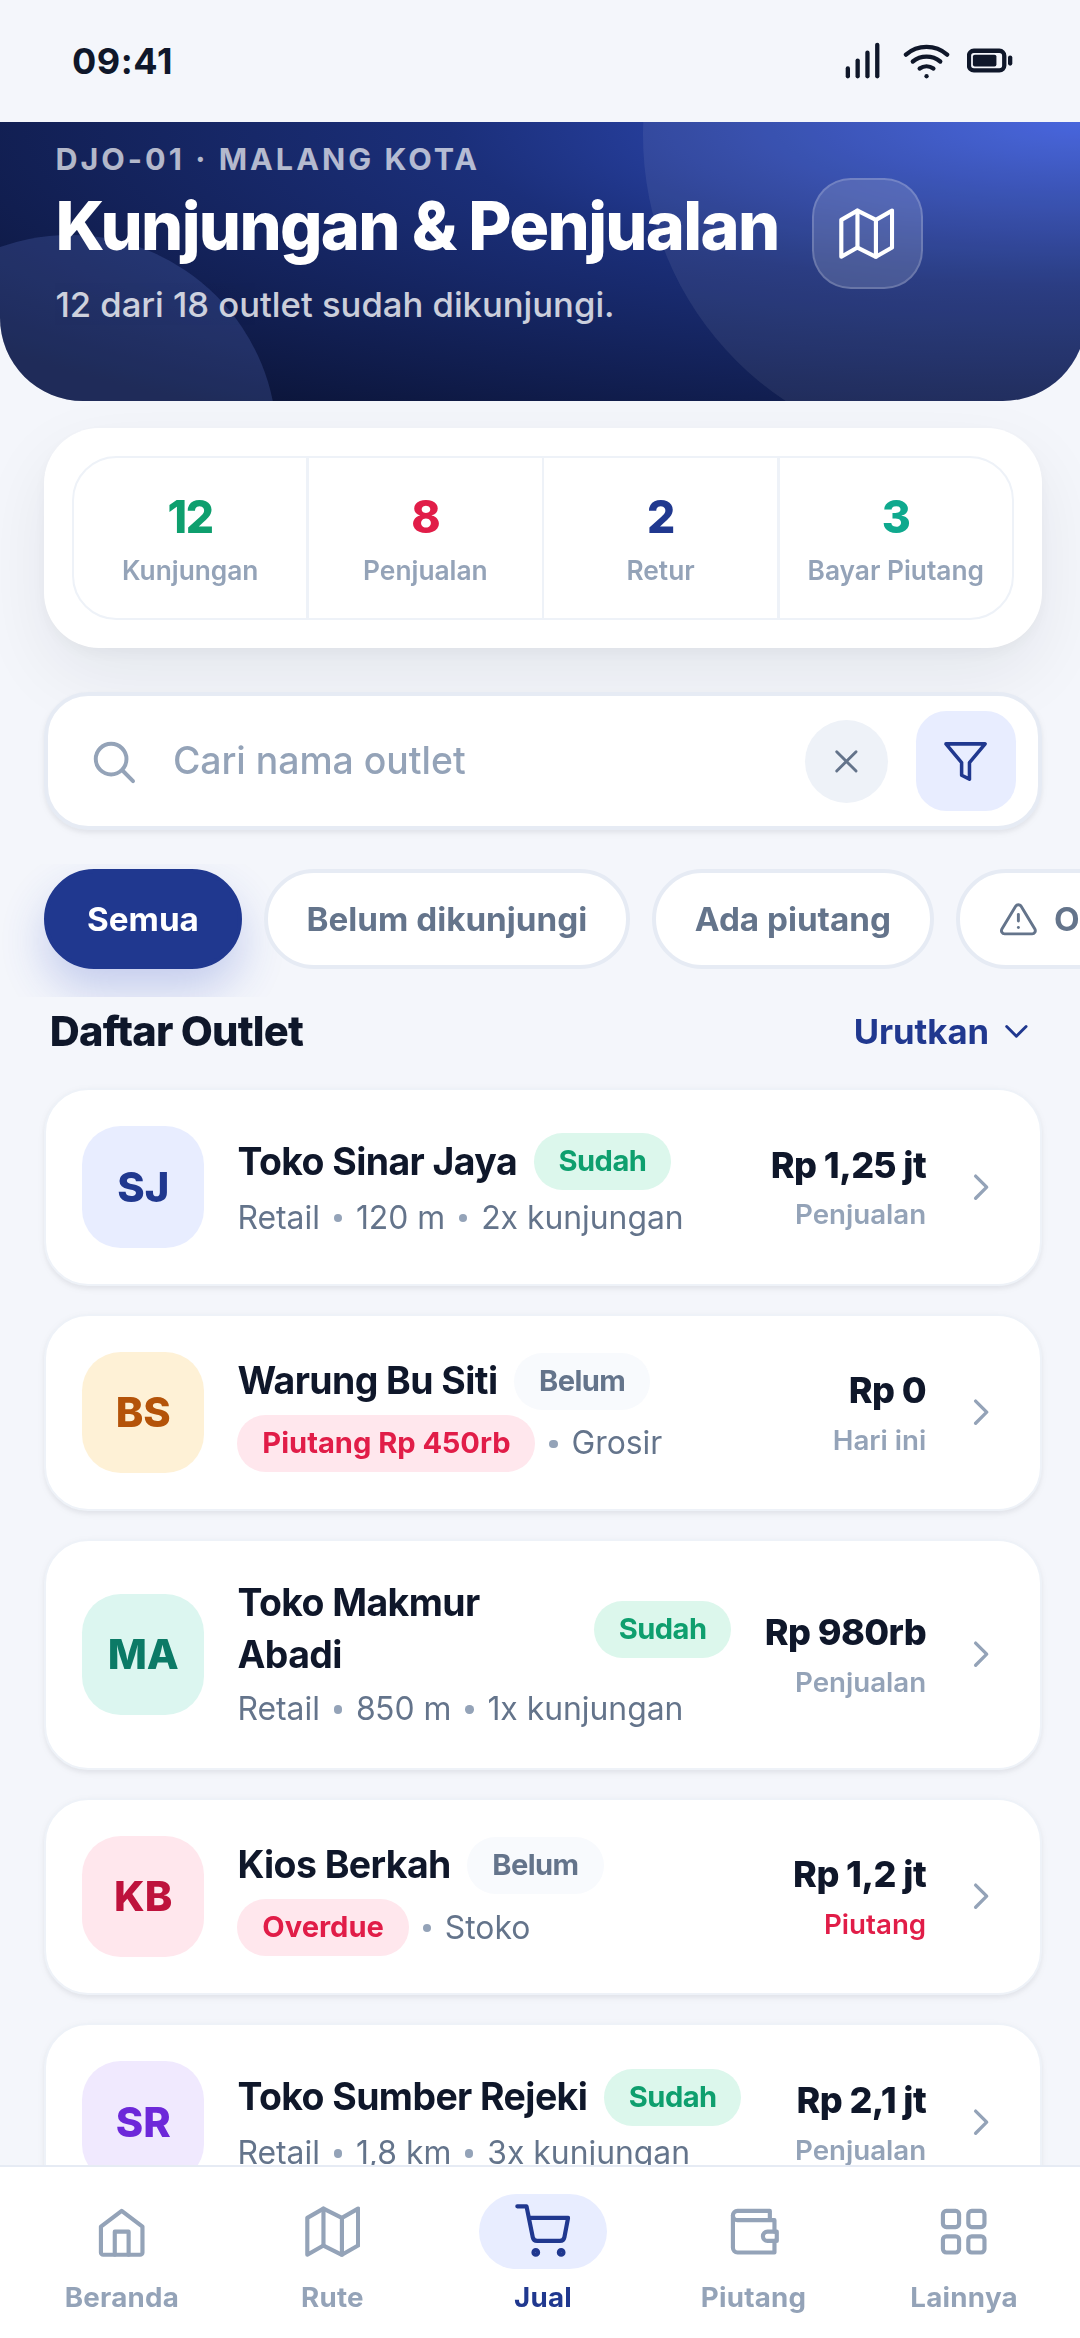 09:41
DJO-01 · MALANG KOTA
Kunjungan & Penjualan
12 dari 18 outlet sudah dikunjungi.
12
Kunjungan
8
Penjualan
2
Retur
3
Bayar Piutang
Cari nama outlet
Semua
Belum dikunjungi
Ada piutang
O
Daftar Outlet
Urutkan
SJ
Toko Sinar Jaya
Sudah
Retail • 120 m • 2x kunjungan
Rp 1,25 jt
Penjualan
BS
Warung Bu Siti
Belum
Piutang Rp 450rb • Grosir
Rp 0
Hari ini
MA
Toko Makmur
Abadi
Sudah
Retail • 850 m • 1x kunjungan
Rp 980rb
Penjualan
KB
Kios Berkah
Belum
Overdue • Stoko
Rp 1,2 jt
Piutang
SR
Toko Sumber Rejeki
Sudah
Retail • 1,8 km • 3x kunjungan
Rp 2,1 jt
Penjualan
Beranda
Rute
Jual
Piutang
Lainnya